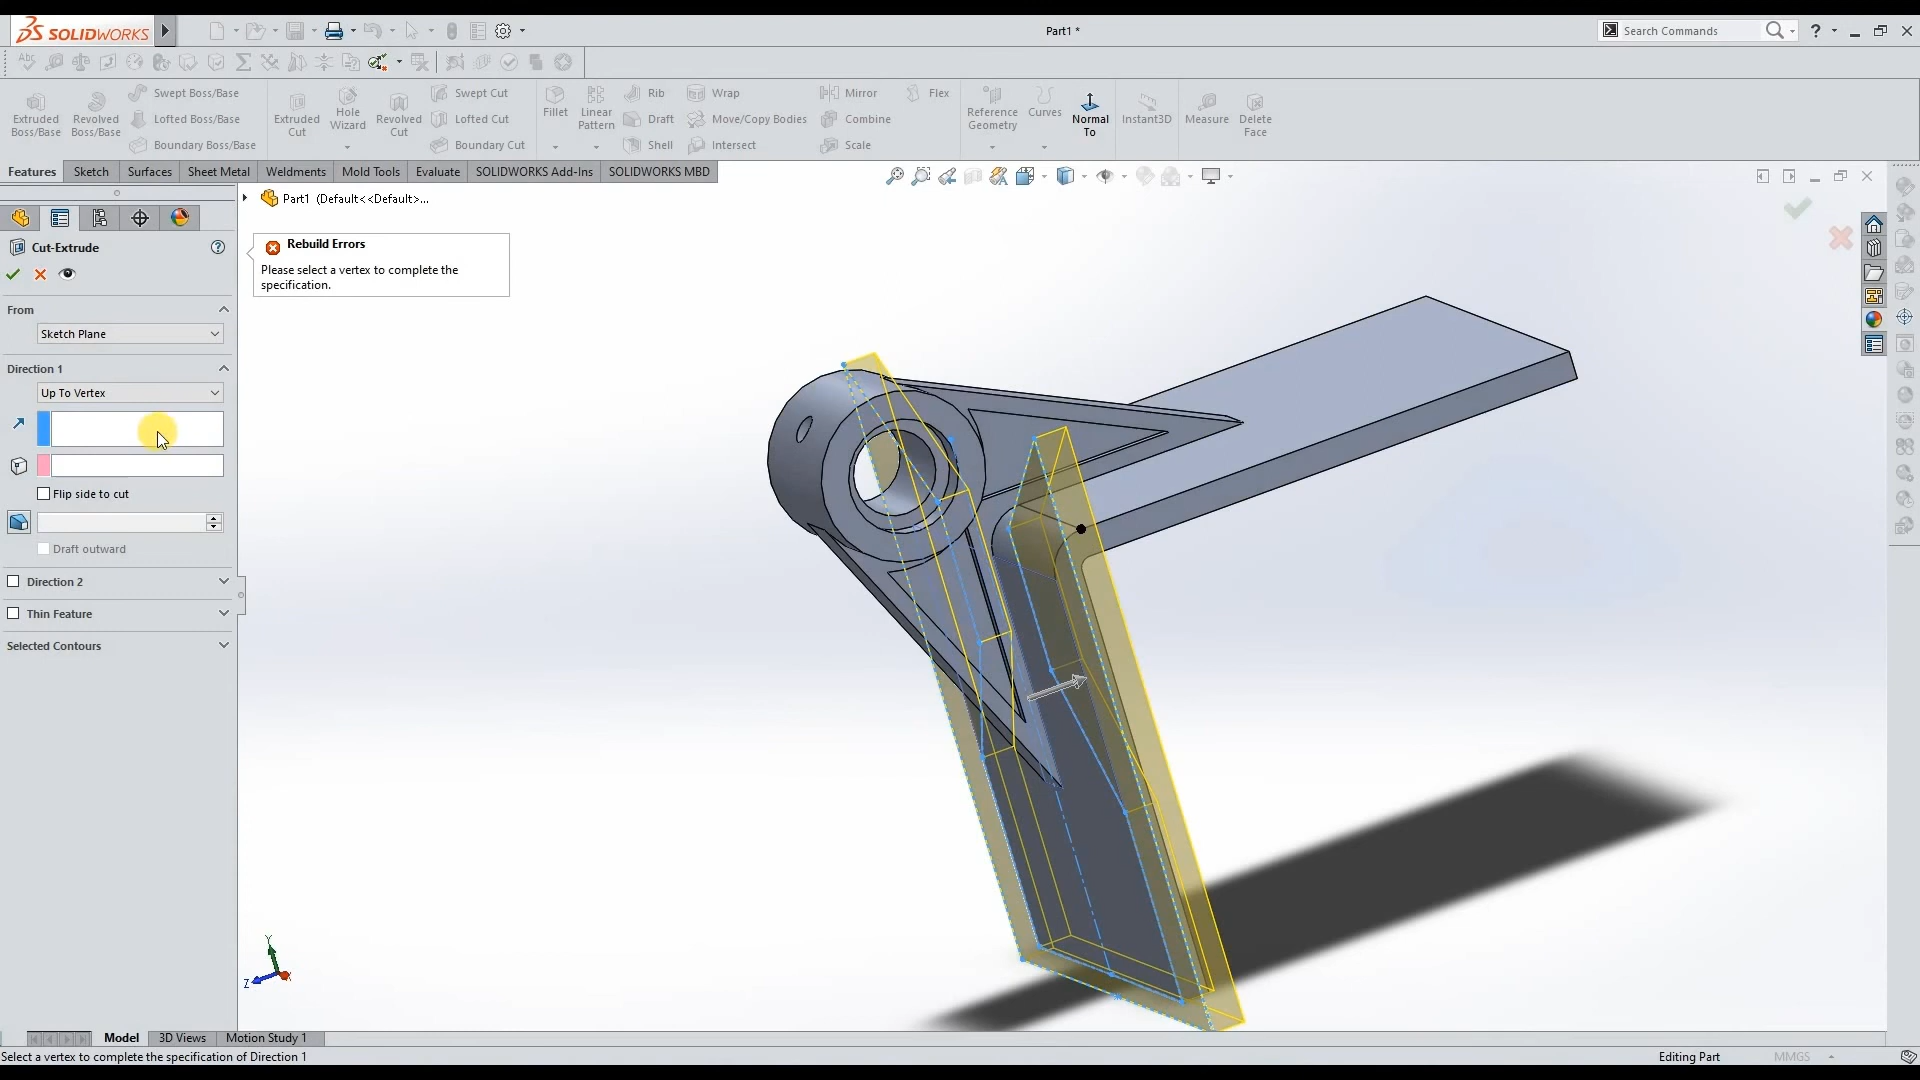 SOLIDWORKS
Part1 *
Search Commands
Extruded Boss/Base
Revolved Boss/Base
Swept Boss/Base
Lofted Boss/Base
Boundary Boss/Base
Extruded Cut
Hole Wizard
Revolved Cut
Swept Cut
Lofted Cut
Boundary Cut
Fillet
Linear Pattern
Rib
Draft
Shell
Wrap
Move/Copy Bodies
Intersect
Mirror
Combine
Scale
Flex
Reference Geometry
Curves
Normal To
Instant3D
Measure
Delete Face
Features
Sketch
Surfaces
Sheet Metal
Weldments
Mold Tools
Evaluate
SOLIDWORKS Add-Ins
SOLIDWORKS MBD
Part1 (Default<<Default>...
Cut-Extrude
Rebuild Errors
Please select a vertex to complete the
specification.
From
Sketch Plane
Direction 1
Up To Vertex
Flip side to cut
Draft outward
Direction 2
Thin Feature
Selected Contours
Y
Z
Model
3D Views
Motion Study 1
Select a vertex to complete the specification of Direction 1
Editing Part
MMGS